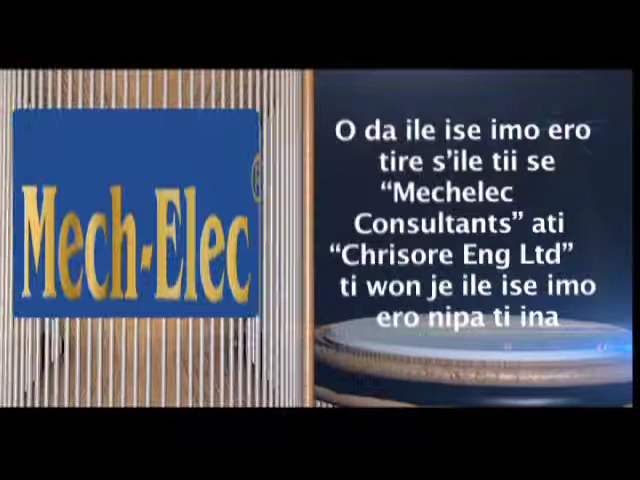 Mech-Elec®
O da ile ise imo ero
tire s'ile tii se
“Mechelec
Consultants” ati
“Chrisore Eng Ltd”
ti won je ile ise imo
ero nipa ti ina